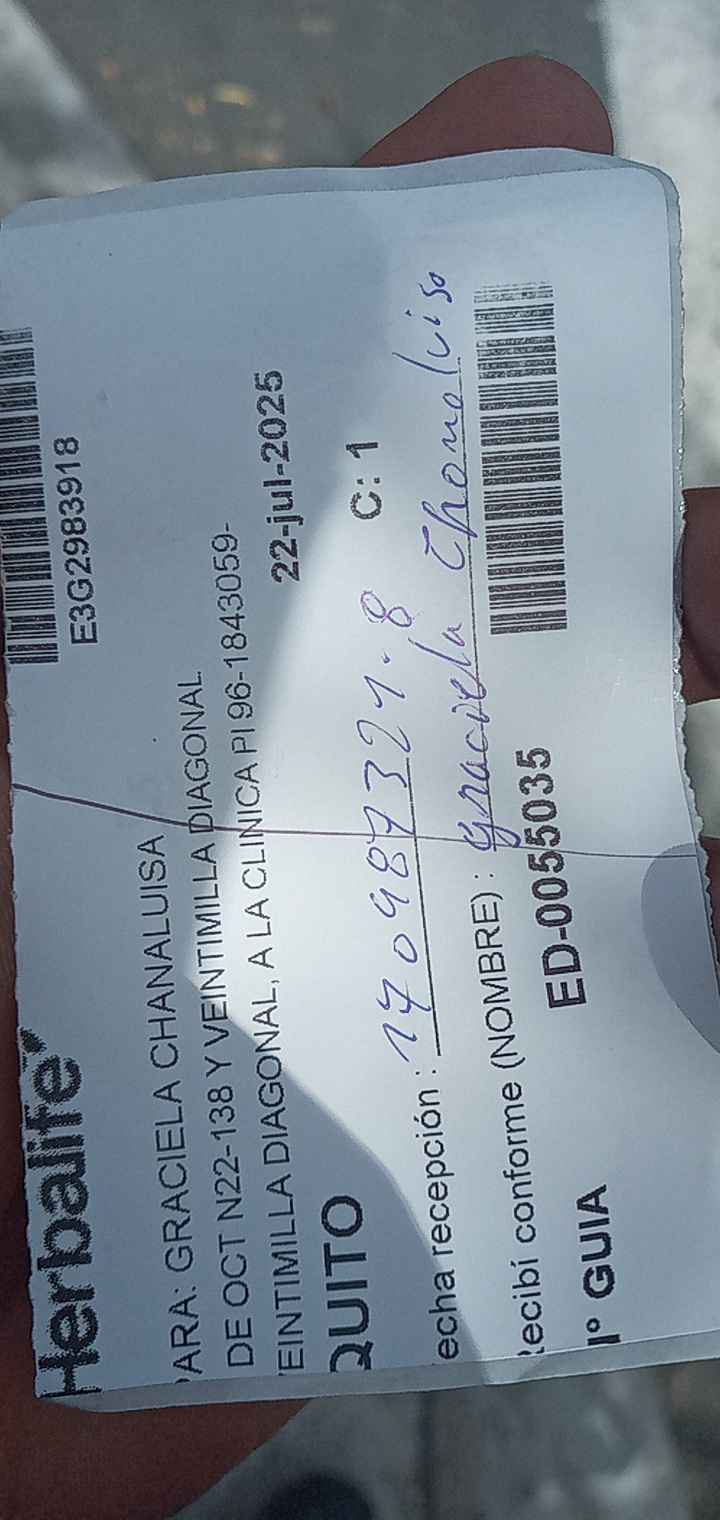 Herbalife
E3G2983918
PARA: GRACIELA CHANALUISA
DE OCT N22-138 Y VEINTIMILLA DIAGONAL
VEINTIMILLA DIAGONAL, A LA CLINICA PI 96-1843059-
QUITO 22-jul-2025
C: 1
echa recepción : 170987321-8
Recibí conforme (NOMBRE) : Graciela Chanaluisa
N° GUIA ED-0055035